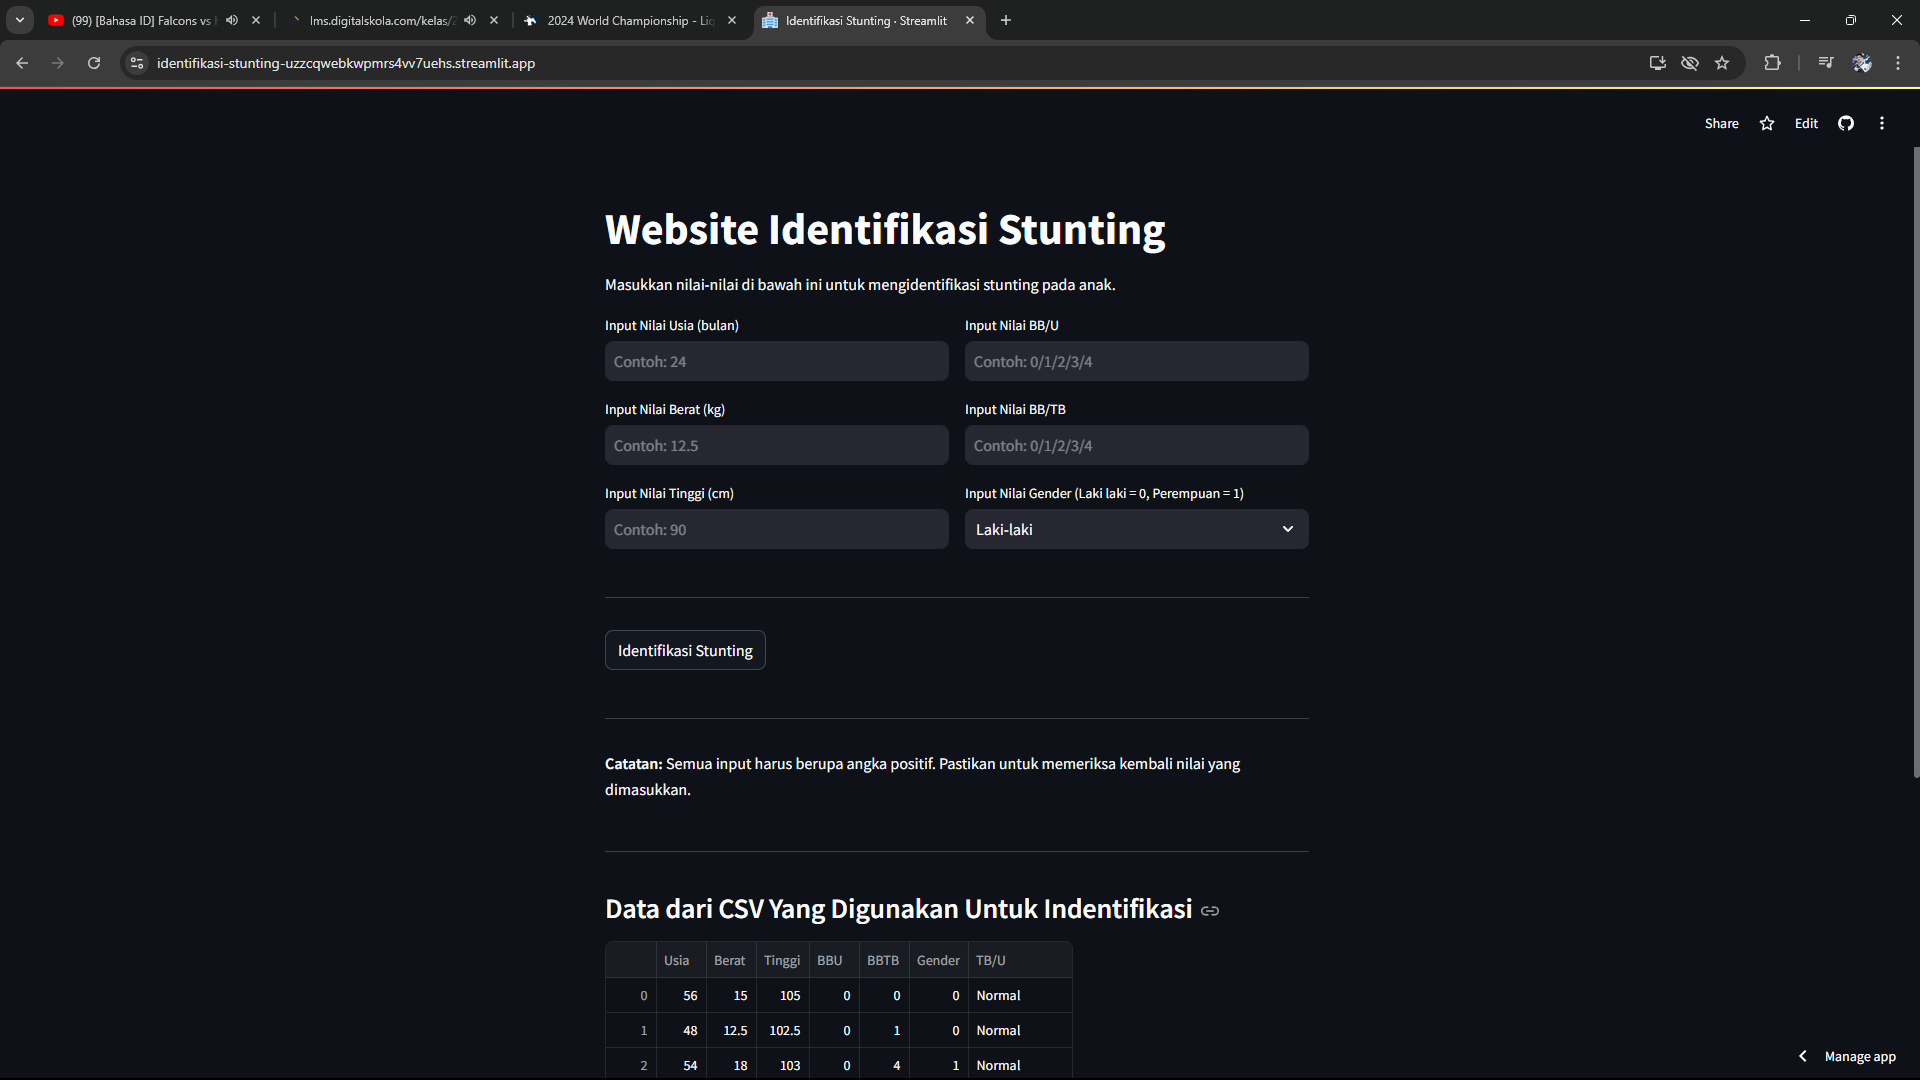 (99) [Bahasa ID] Falcons vs
lms.digitalskola.com/kelas/2
2024 World Championship - Liq
Identifikasi Stunting · Streamlit
identifikasi-stunting-uzzcqwebkwpmrs4vv7uehs.streamlit.app
Share
Edit
Website Identifikasi Stunting
Masukkan nilai-nilai di bawah ini untuk mengidentifikasi stunting pada anak.
Input Nilai Usia (bulan)
Contoh: 24
Input Nilai BB/U
Contoh: 0/1/2/3/4
Input Nilai Berat (kg)
Contoh: 12.5
Input Nilai BB/TB
Contoh: 0/1/2/3/4
Input Nilai Tinggi (cm)
Contoh: 90
Input Nilai Gender (Laki laki = 0, Perempuan = 1)
Laki-laki
Identifikasi Stunting
Catatan: Semua input harus berupa angka positif. Pastikan untuk memeriksa kembali nilai yang
dimasukkan.
Data dari CSV Yang Digunakan Untuk Indentifikasi
Usia Berat Tinggi BBU BBTB Gender TB/U
0 56 15 105 0 0 0 Normal
1 48 12.5 102.5 0 1 0 Normal
2 54 18 103 0 4 1 Normal
Manage app